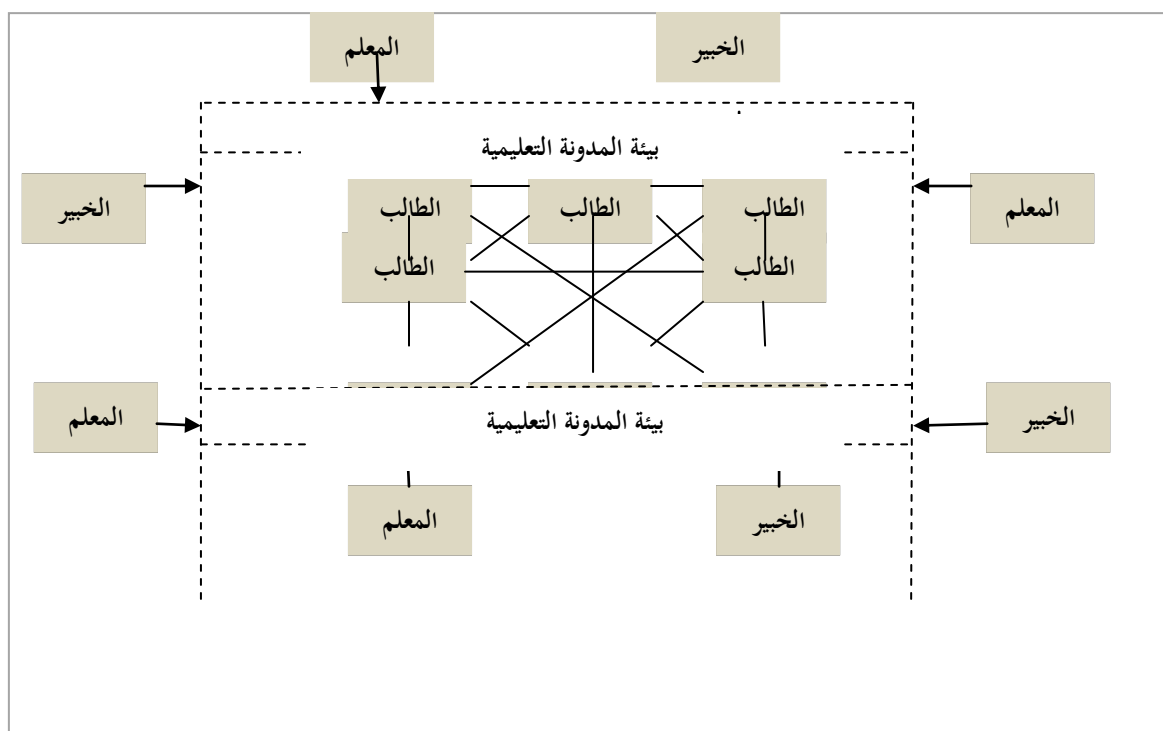 الخبير
المعلم
بيئة المدونة التعليمية
المعلم
الطالب
الطالب
الطالب
الخبير
الطالب
الطالب
الخبير
بيئة المدونة التعليمية
المعلم
الخبير
المعلم